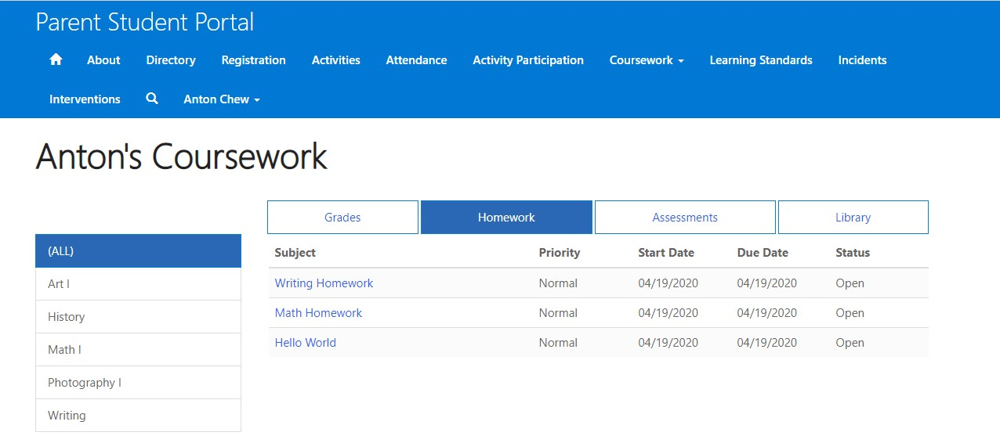 Parent Student Portal
About Directory Registration Activities Attendance Activity Participation Coursework Learning Standards Incidents
Interventions Anton Chew
Anton's Coursework
Grades Homework Assessments Library
(ALL)
Art I
History
Math I
Photography I
Writing
Subject Priority Start Date Due Date Status
Writing Homework Normal 04/19/2020 04/19/2020 Open
Math Homework Normal 04/19/2020 04/19/2020 Open
Hello World Normal 04/19/2020 04/19/2020 Open